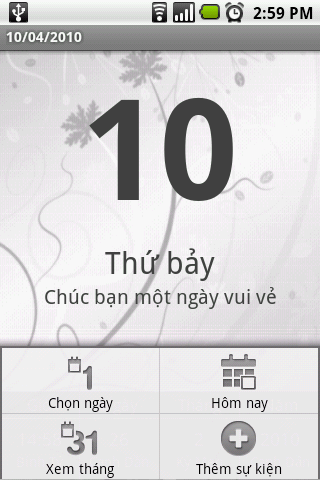 2:59 PM
10/04/2010
10
Thứ bảy
Chúc bạn một ngày vui vẻ
1
Chọn ngày
Hôm nay
31
Xem tháng
Thêm sự kiện